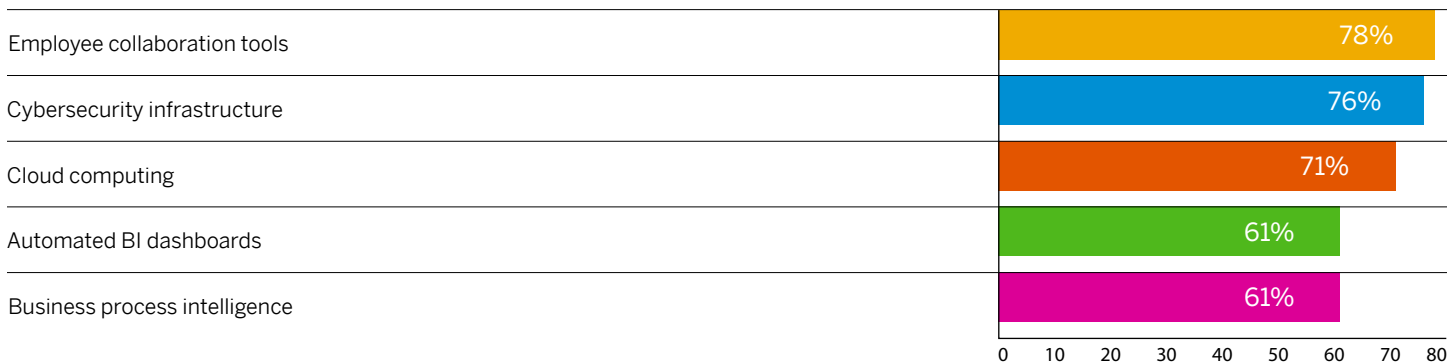 Employee collaboration tools 78%
Cybersecurity infrastructure 76%
Cloud computing 71%
Automated BI dashboards 61%
Business process intelligence 61%
0 10 20 30 40 50 60 70 80